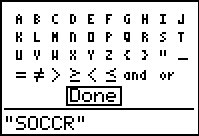 A B C D E F G H I J
K L M N O P Q R S T
U V W X Y Z { } " _
= ≠ > ≥ < ≤ and or
Done
"SOCCR"